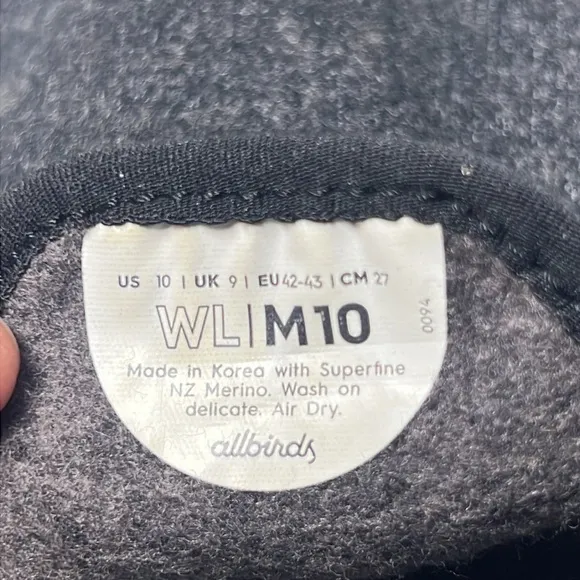 US 10 | UK 9 | EU 42-43 | CM 27
WL|M10
0094
Made in Korea with Superfine
NZ Merino. Wash on
delicate. Air Dry.
allbirds